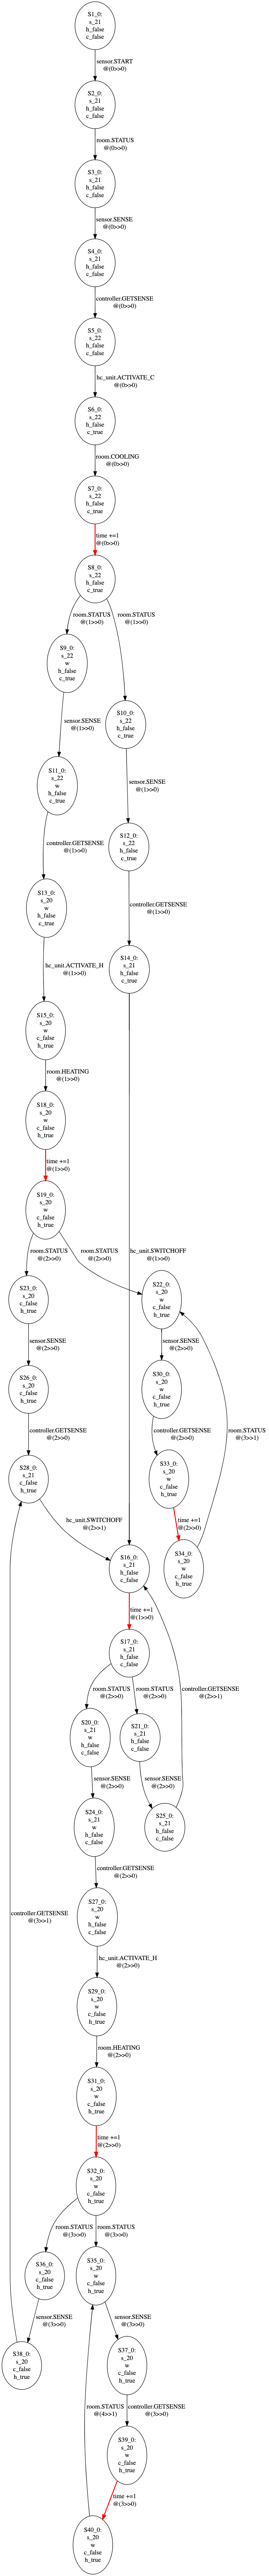 S1_0:
s_21
h_false
c_false
sensor.START
@(0>>0)
S2_0:
s_21
h_false
c_false
room.STATUS
@(0>>0)
S3_0:
s_21
h_false
c_false
sensor.SENSE
@(0>>0)
S4_0:
s_21
h_false
c_false
controller.GETSENSE
@(0>>0)
S5_0:
s_22
h_false
c_false
hc_unit.ACTIVATE_C
@(0>>0)
S6_0:
s_22
h_false
c_true
room.COOLING
@(0>>0)
S7_0:
s_22
h_false
c_true
time +=1
@(0>>0)
S8_0:
s_22
h_false
c_true
room.STATUS
@(1>>0)
room.STATUS
@(1>>0)
S9_0:
s_22
w
h_false
c_true
S10_0:
s_22
h_false
c_true
sensor.SENSE
@(1>>0)
sensor.SENSE
@(1>>0)
S11_0:
s_22
w
h_false
c_true
S12_0:
s_22
h_false
c_true
controller.GETSENSE
@(1>>0)
controller.GETSENSE
@(1>>0)
S13_0:
s_20
w
h_false
c_true
S14_0:
s_21
h_false
c_true
hc_unit.ACTIVATE_H
@(1>>0)
S15_0:
s_20
w
c_false
h_true
room.HEATING
@(1>>0)
S18_0:
s_20
w
c_false
h_true
time +=1
@(1>>0)
S19_0:
s_20
w
c_false
h_true
room.STATUS
@(2>>0)
room.STATUS
@(2>>0)
hc_unit.SWITCHOFF
@(1>>0)
S23_0:
s_20
c_false
h_true
S22_0:
s_20
w
c_false
h_true
sensor.SENSE
@(2>>0)
sensor.SENSE
@(2>>0)
S26_0:
s_20
c_false
h_true
S30_0:
s_20
w
c_false
h_true
controller.GETSENSE
@(2>>0)
controller.GETSENSE
@(2>>0)
room.STATUS
@(3>>1)
S28_0:
s_21
c_false
h_true
S33_0:
s_20
w
c_false
h_true
hc_unit.SWITCHOFF
@(2>>1)
time +=1
@(2>>0)
S16_0:
s_21
h_false
c_false
S34_0:
s_20
w
c_false
h_true
time +=1
@(1>>0)
S17_0:
s_21
h_false
c_false
room.STATUS
@(2>>0)
room.STATUS
@(2>>0)
controller.GETSENSE
@(2>>1)
S20_0:
s_21
w
h_false
c_false
S21_0:
s_21
h_false
c_false
sensor.SENSE
@(2>>0)
sensor.SENSE
@(2>>0)
S24_0:
s_21
w
h_false
c_false
S25_0:
s_21
h_false
c_false
controller.GETSENSE
@(2>>0)
S27_0:
s_20
w
h_false
c_false
controller.GETSENSE
@(3>>1)
hc_unit.ACTIVATE_H
@(2>>0)
S29_0:
s_20
w
c_false
h_true
room.HEATING
@(2>>0)
S31_0:
s_20
w
c_false
h_true
time +=1
@(2>>0)
S32_0:
s_20
w
c_false
h_true
room.STATUS
@(3>>0)
room.STATUS
@(3>>0)
S36_0:
s_20
c_false
h_true
S35_0:
s_20
w
c_false
h_true
sensor.SENSE
@(3>>0)
sensor.SENSE
@(3>>0)
S38_0:
s_20
c_false
h_true
S37_0:
s_20
w
c_false
h_true
room.STATUS
@(4>>1)
controller.GETSENSE
@(3>>0)
S39_0:
s_20
w
c_false
h_true
time +=1
@(3>>0)
S40_0:
s_20
w
c_false
h_true